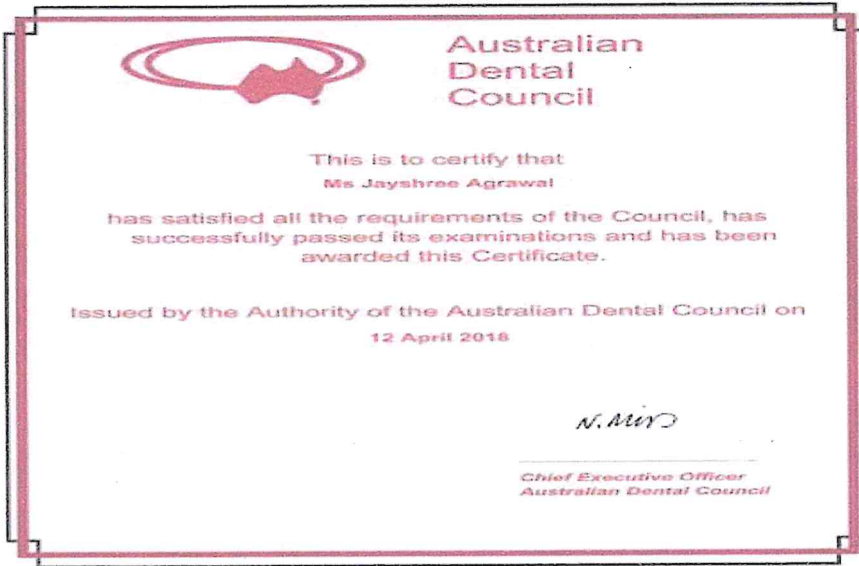 Australian
Dental
Council
This is to certify that
Ms Jayshree Agrawal
has satisfied all the requirements of the Council, has
successfully passed its examinations and has been
awarded this Certificate.
Issued by the Authority of the Australian Dental Council on
12 April 2018
Chief Executive Officer
Australian Dental Council